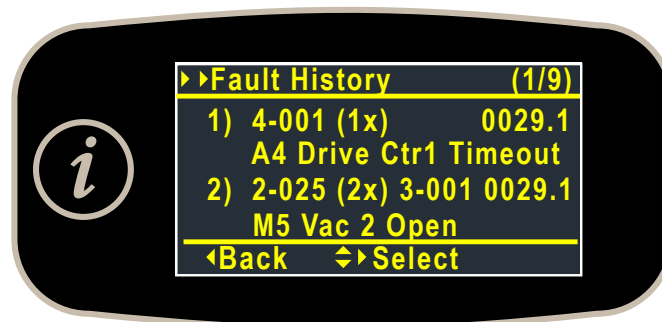 Fault History (1/9)
1) 4-001 (1x) 0029.1
A4 Drive Ctr1 Timeout
2) 2-025 (2x) 3-001 0029.1
M5 Vac 2 Open
Back Select
i